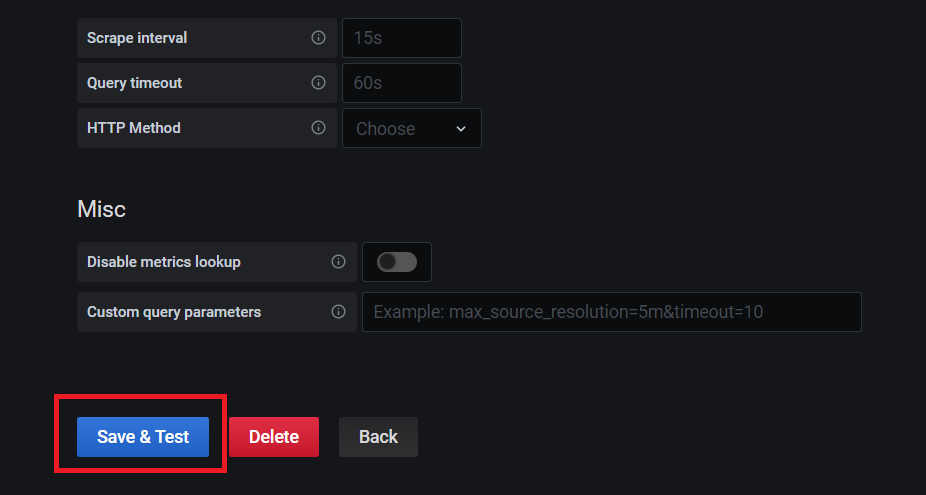 Scrape interval 15s
Query timeout 60s
HTTP Method Choose
Misc
Disable metrics lookup
Custom query parameters Example: max_source_resolution=5m&timeout=10
Save & Test Delete Back